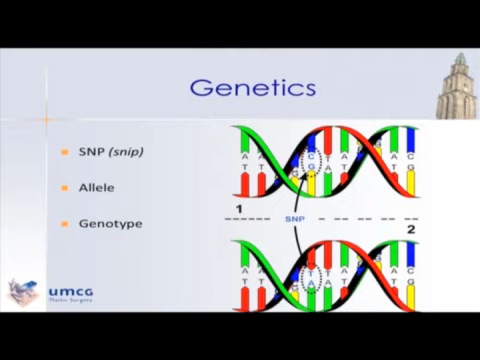 Genetics
SNP (snip)
Allele
Genotype
1
SNP
2
umcg
Plastic Surgery